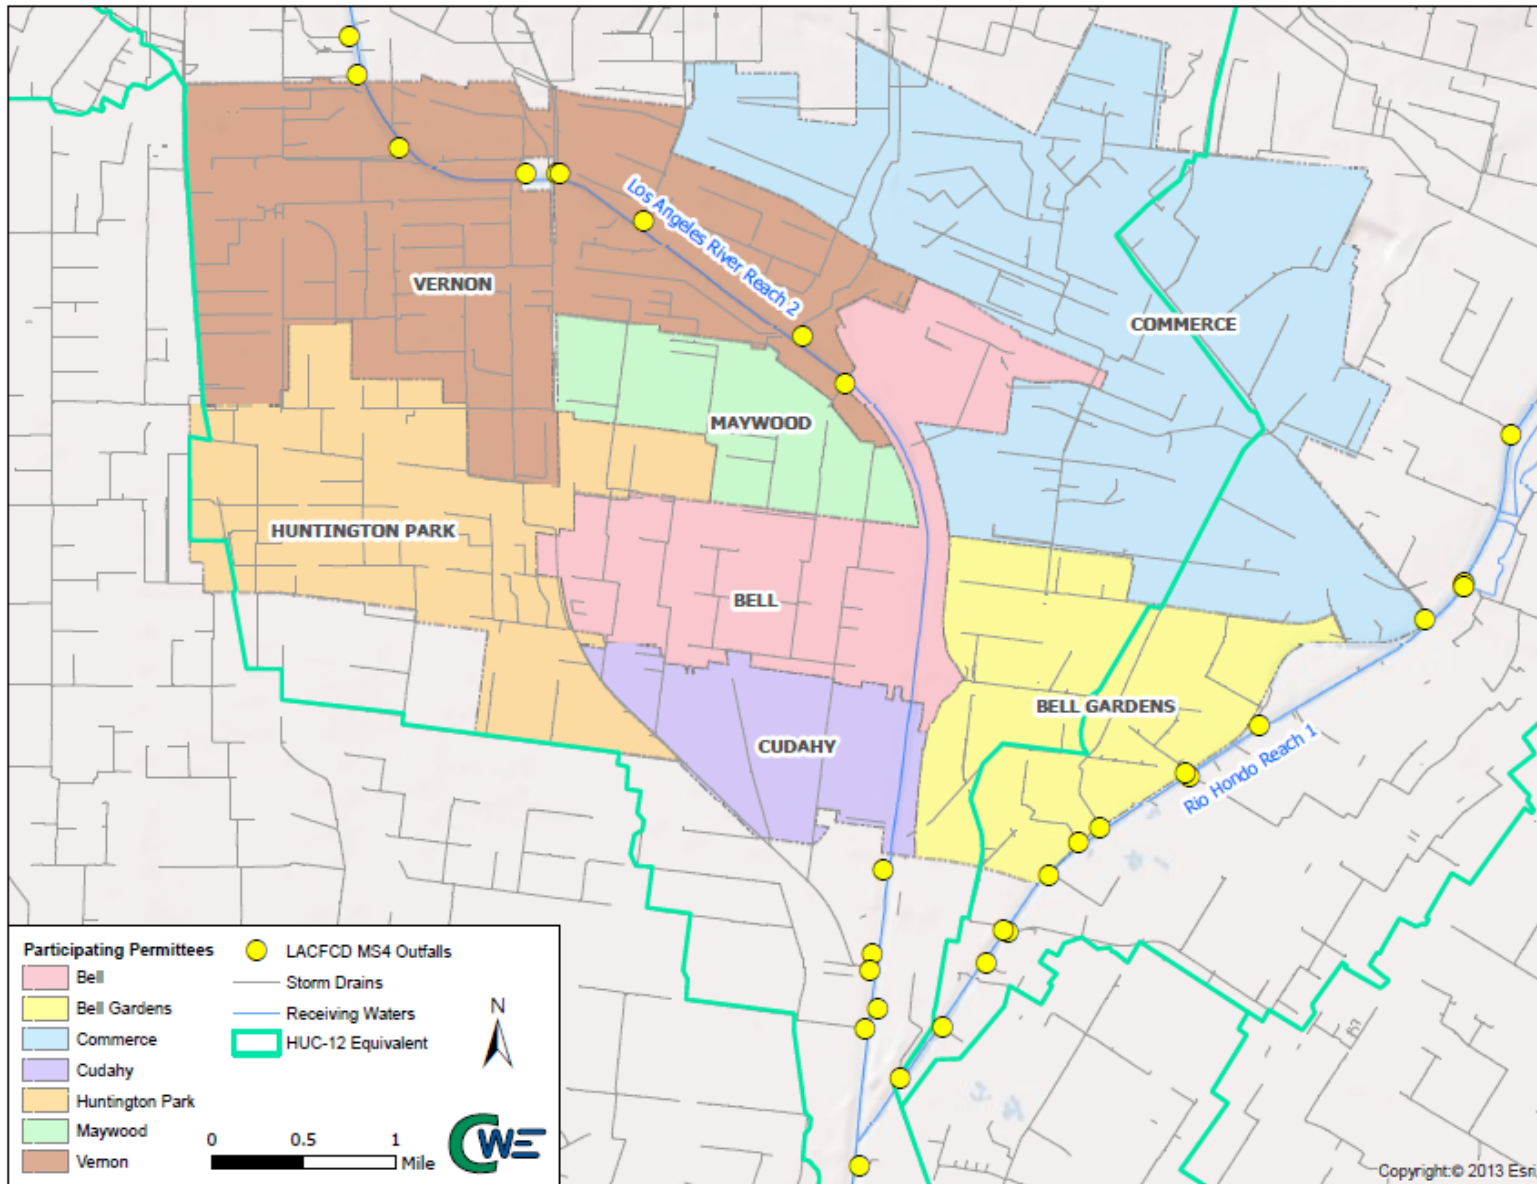 Los Angeles River Reach 2
VERNON
COMMERCE
MAYWOOD
HUNTINGTON PARK
BELL
BELL GARDENS
CUDAHY
Rio Hondo Reach 1
Participating Permittees
Bell
Bell Gardens
Commerce
Cudahy
Huntington Park
Maywood
Vernon
LACFCD MS4 Outfalls
Storm Drains
Receiving Waters
HUC-12 Equivalent
N
0 0.5 1
Mile
CWE
Copyright:© 2013 Esri